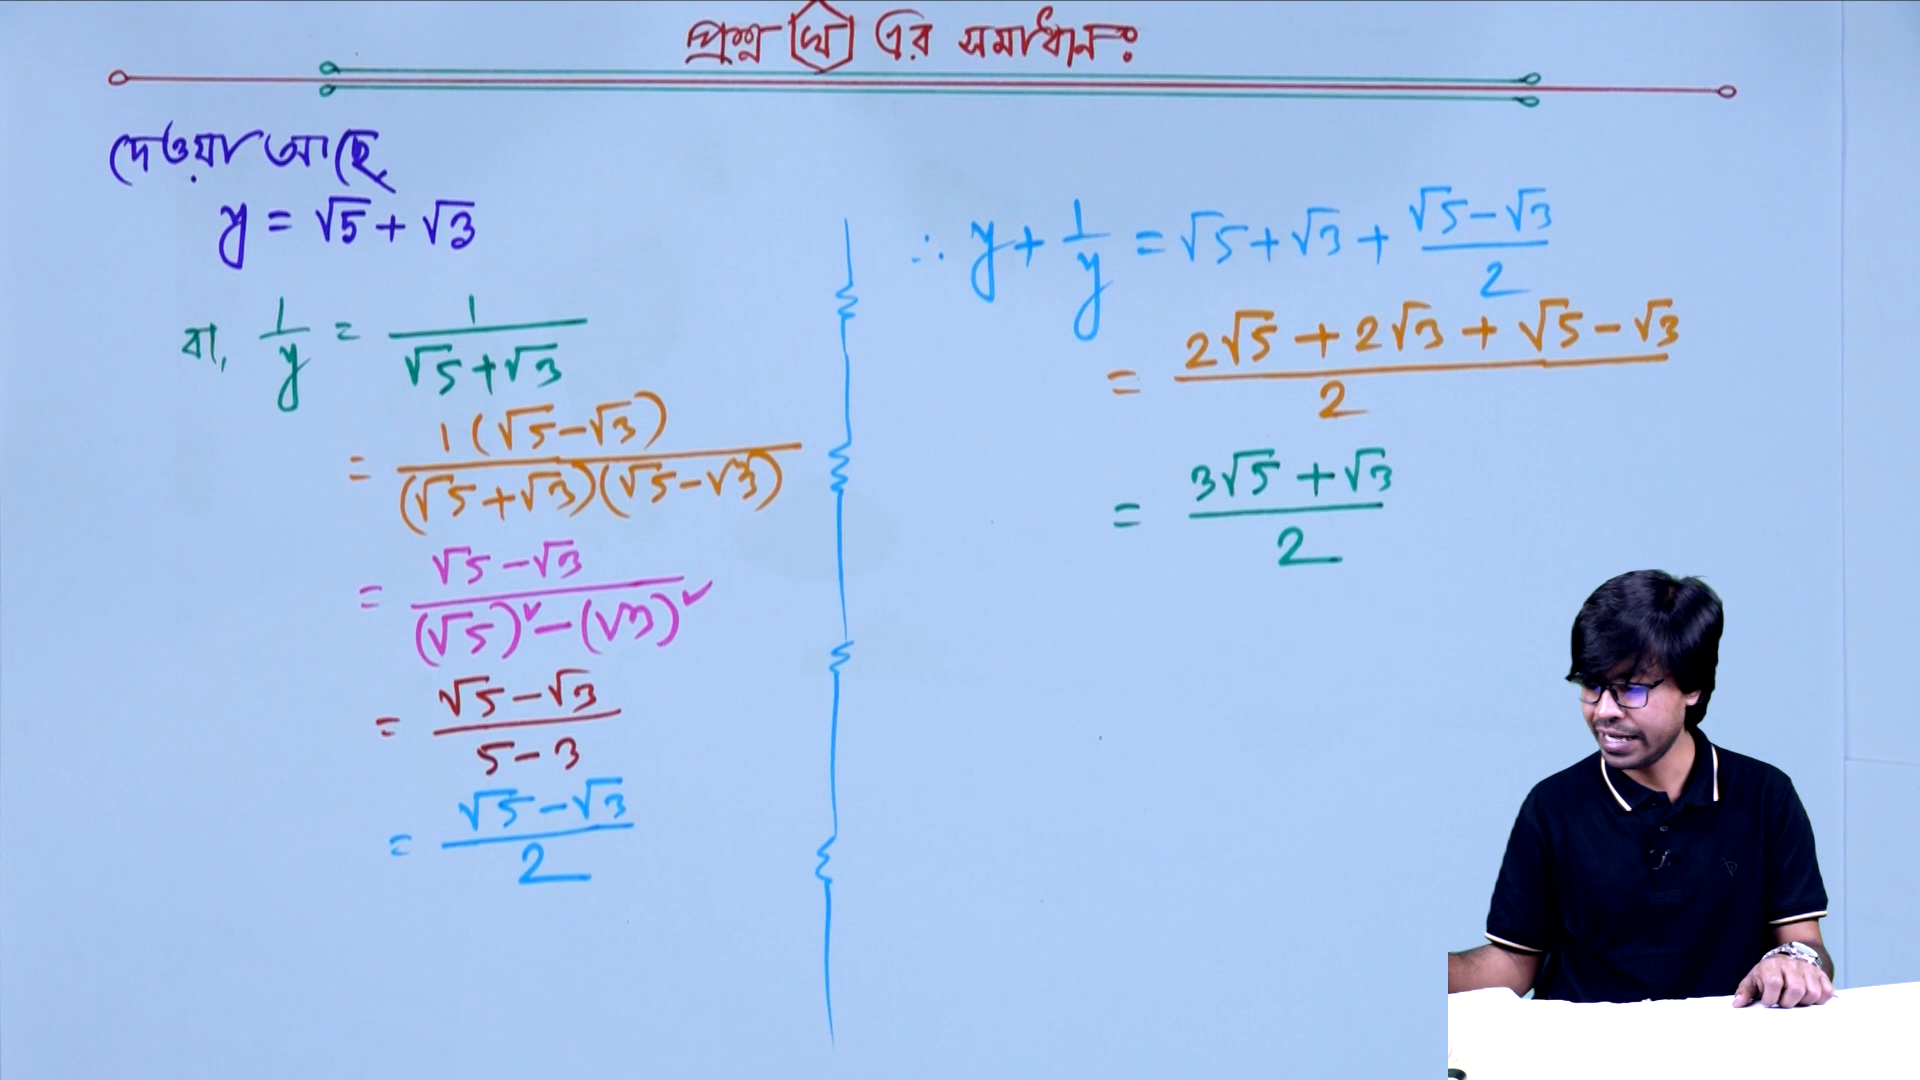 প্রশ্ন ঘ এর সমাধান:
দেওয়া আছে
y = √5 + √3
বা, 1/y = 1/(√5+√3)
= 1(√5-√3)/(√5+√3)(√5-√3)
= (√5-√3)/((√5)² - (√3)²)
= (√5-√3)/(5-3)
= (√5-√3)/2
∴ y + 1/y = √5+√3 + (√5-√3)/2
= (2√5 + 2√3 + √5 - √3)/2
= (3√5 + √3)/2